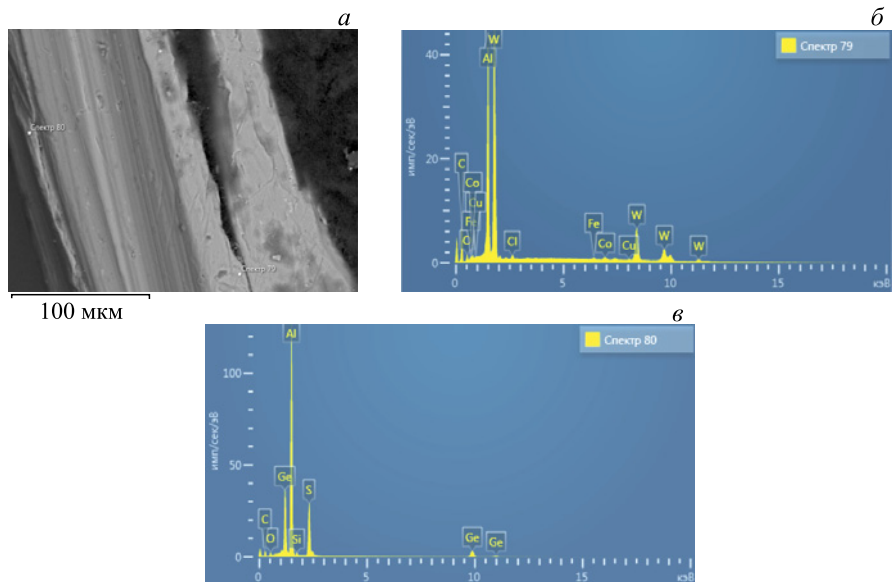 а
Спектр 80
Спектр 79
100 мкм
б
Спектр 79
имп/сек/эВ
40
20
0
W
Al
C
Co
Cu
Fe
O
Cl
Fe
Co
Cu
W
W
W
0
5
10
15
кэВ
в
Спектр 80
имп/сек/эВ
100
50
0
Al
Ge
S
C
O
Si
Ge
Ge
0
5
10
15
кэВ